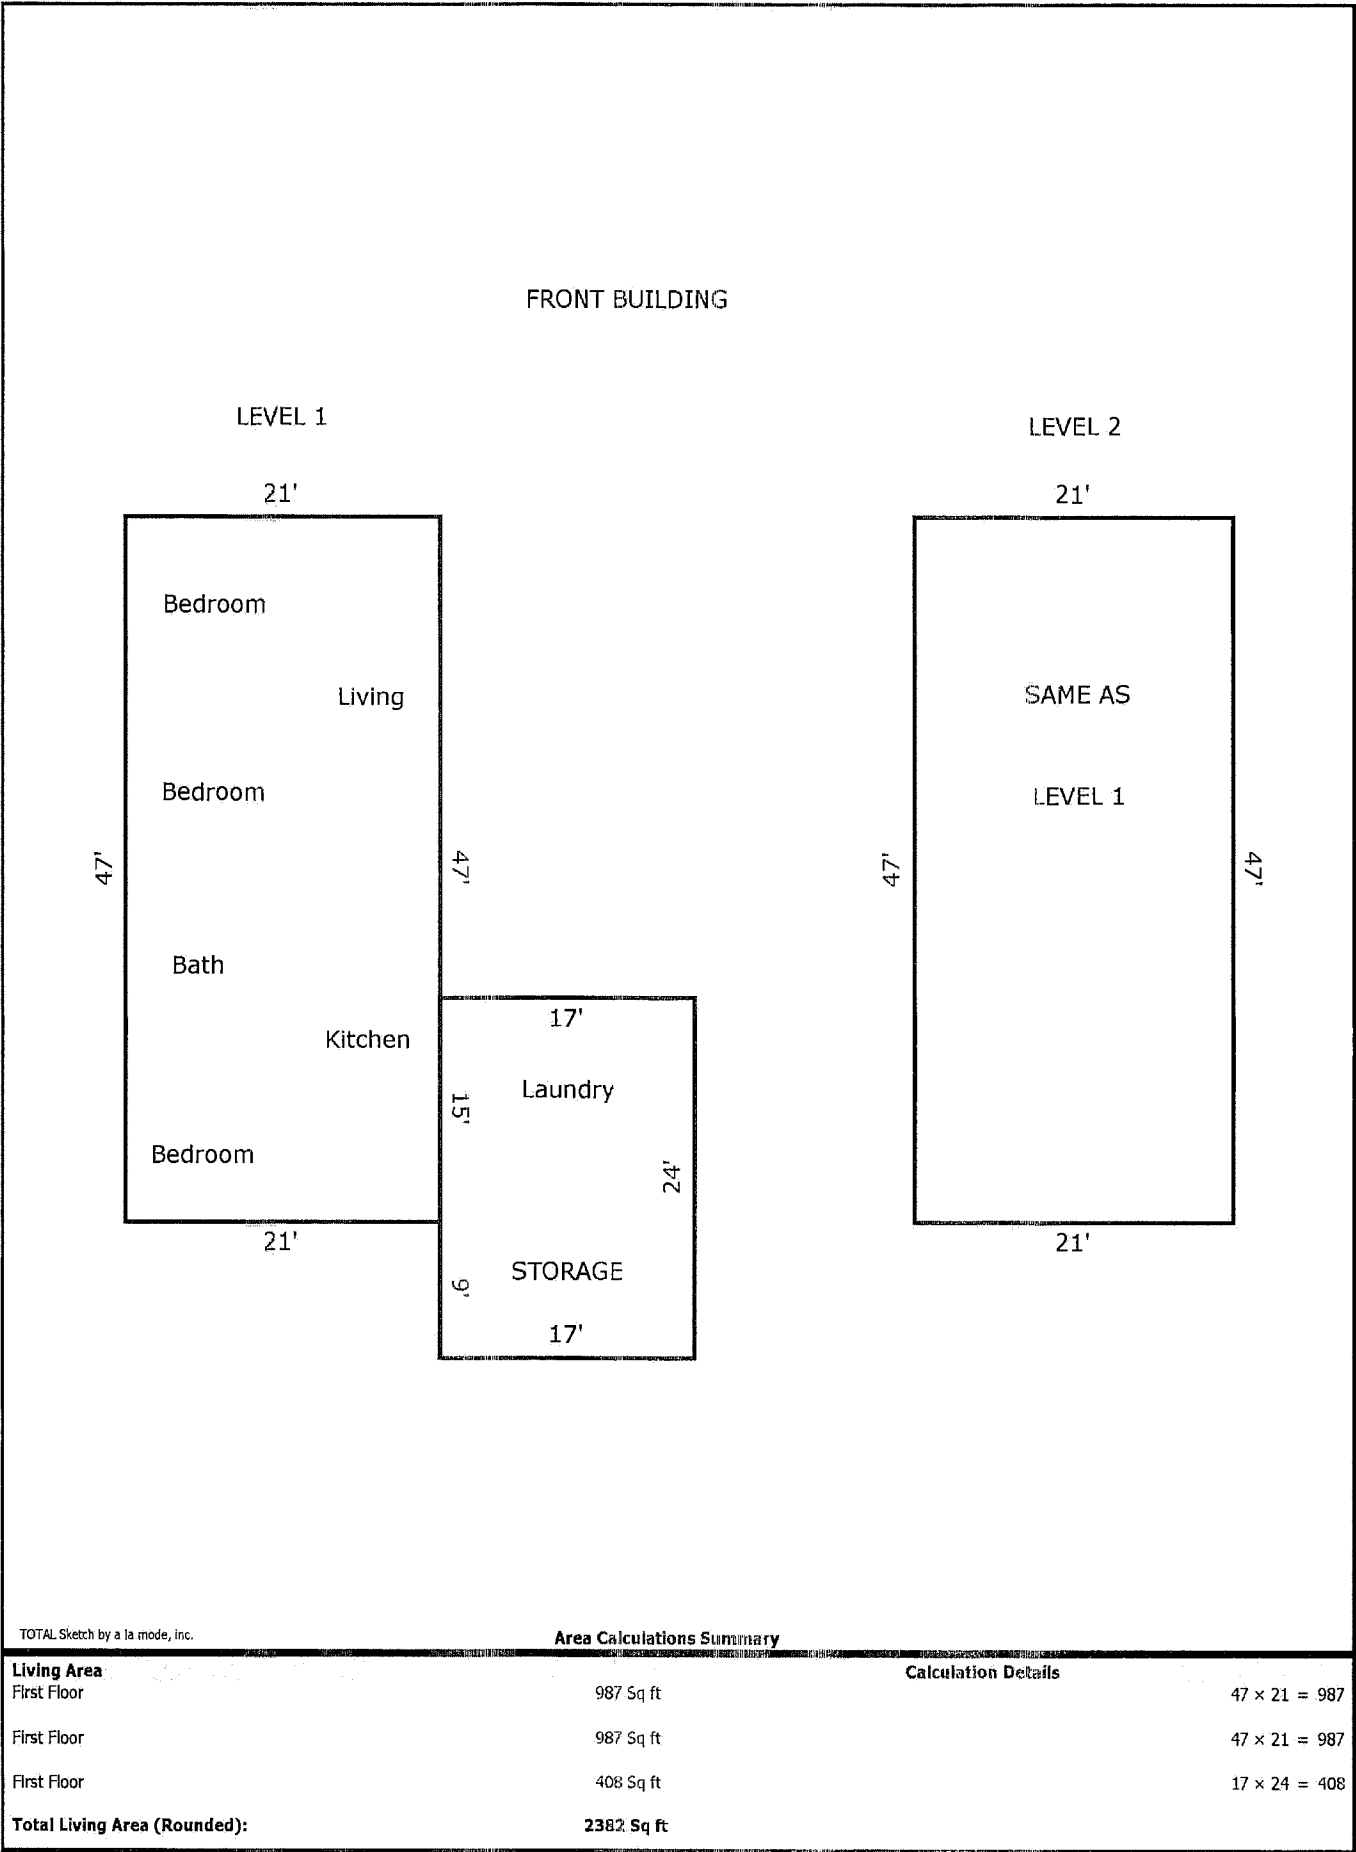 FRONT BUILDING
LEVEL 1
LEVEL 2
21'
21'
Bedroom
Living
SAME AS
Bedroom
LEVEL 1
47'
47'
47'
47'
Bath
17'
Kitchen
Laundry
15'
Bedroom
24'
21'
21'
STORAGE
9'
17'
TOTAL Sketch by a la mode, inc.
Area Calculations Summary
Living Area
Calculation Details
First Floor 987 Sq ft 47 × 21 = 987
First Floor 987 Sq ft 47 × 21 = 987
First Floor 408 Sq ft 17 × 24 = 408
Total Living Area (Rounded): 2382 Sq ft